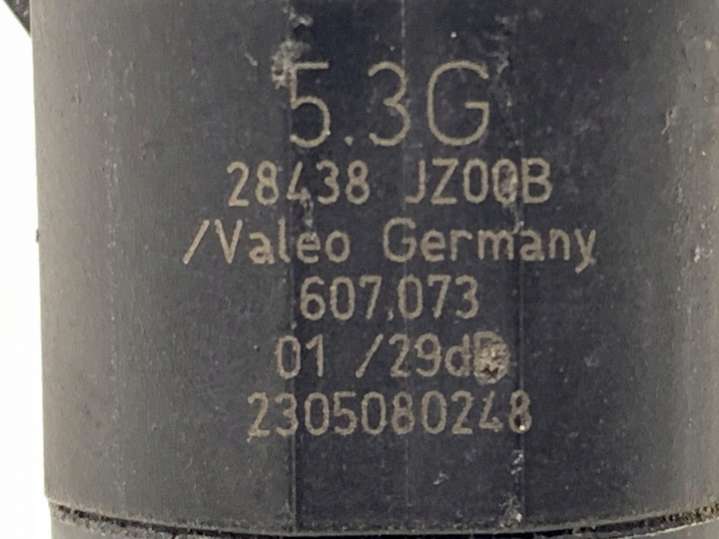 5.3G
28438 JZ00B
/Valeo Germany
607.073
01 /29dB
2305080248